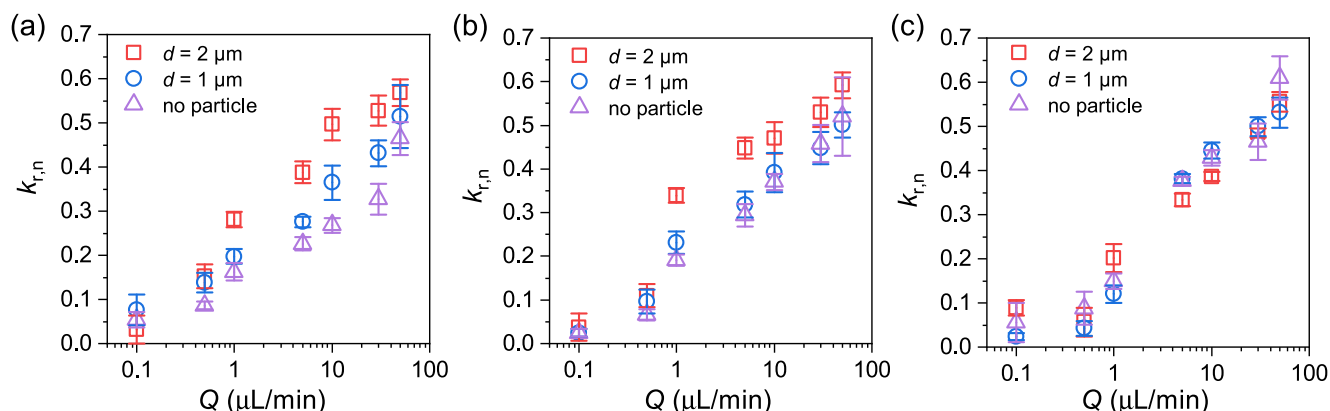 (a)
0.7
0.6
0.5
0.4
0.3
0.2
0.1
0.0
k_r,n
d = 2 μm
d = 1 μm
no particle
0.1 1 10 100
Q (μL/min)
(b)
0.7
0.6
0.5
0.4
0.3
0.2
0.1
0.0
k_r,n
d = 2 μm
d = 1 μm
no particle
0.1 1 10 100
Q (μL/min)
(c)
0.7
0.6
0.5
0.4
0.3
0.2
0.1
0.0
k_r,n
d = 2 μm
d = 1 μm
no particle
0.1 1 10 100
Q (μL/min)